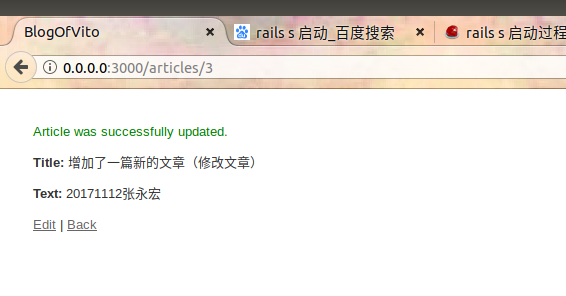 BlogOfVito × rails s 启动_百度搜索 × rails s 启动过程
0.0.0.0:3000/articles/3
Article was successfully updated.
Title: 增加了一篇新的文章（修改文章）
Text: 20171112张永宏
Edit | Back